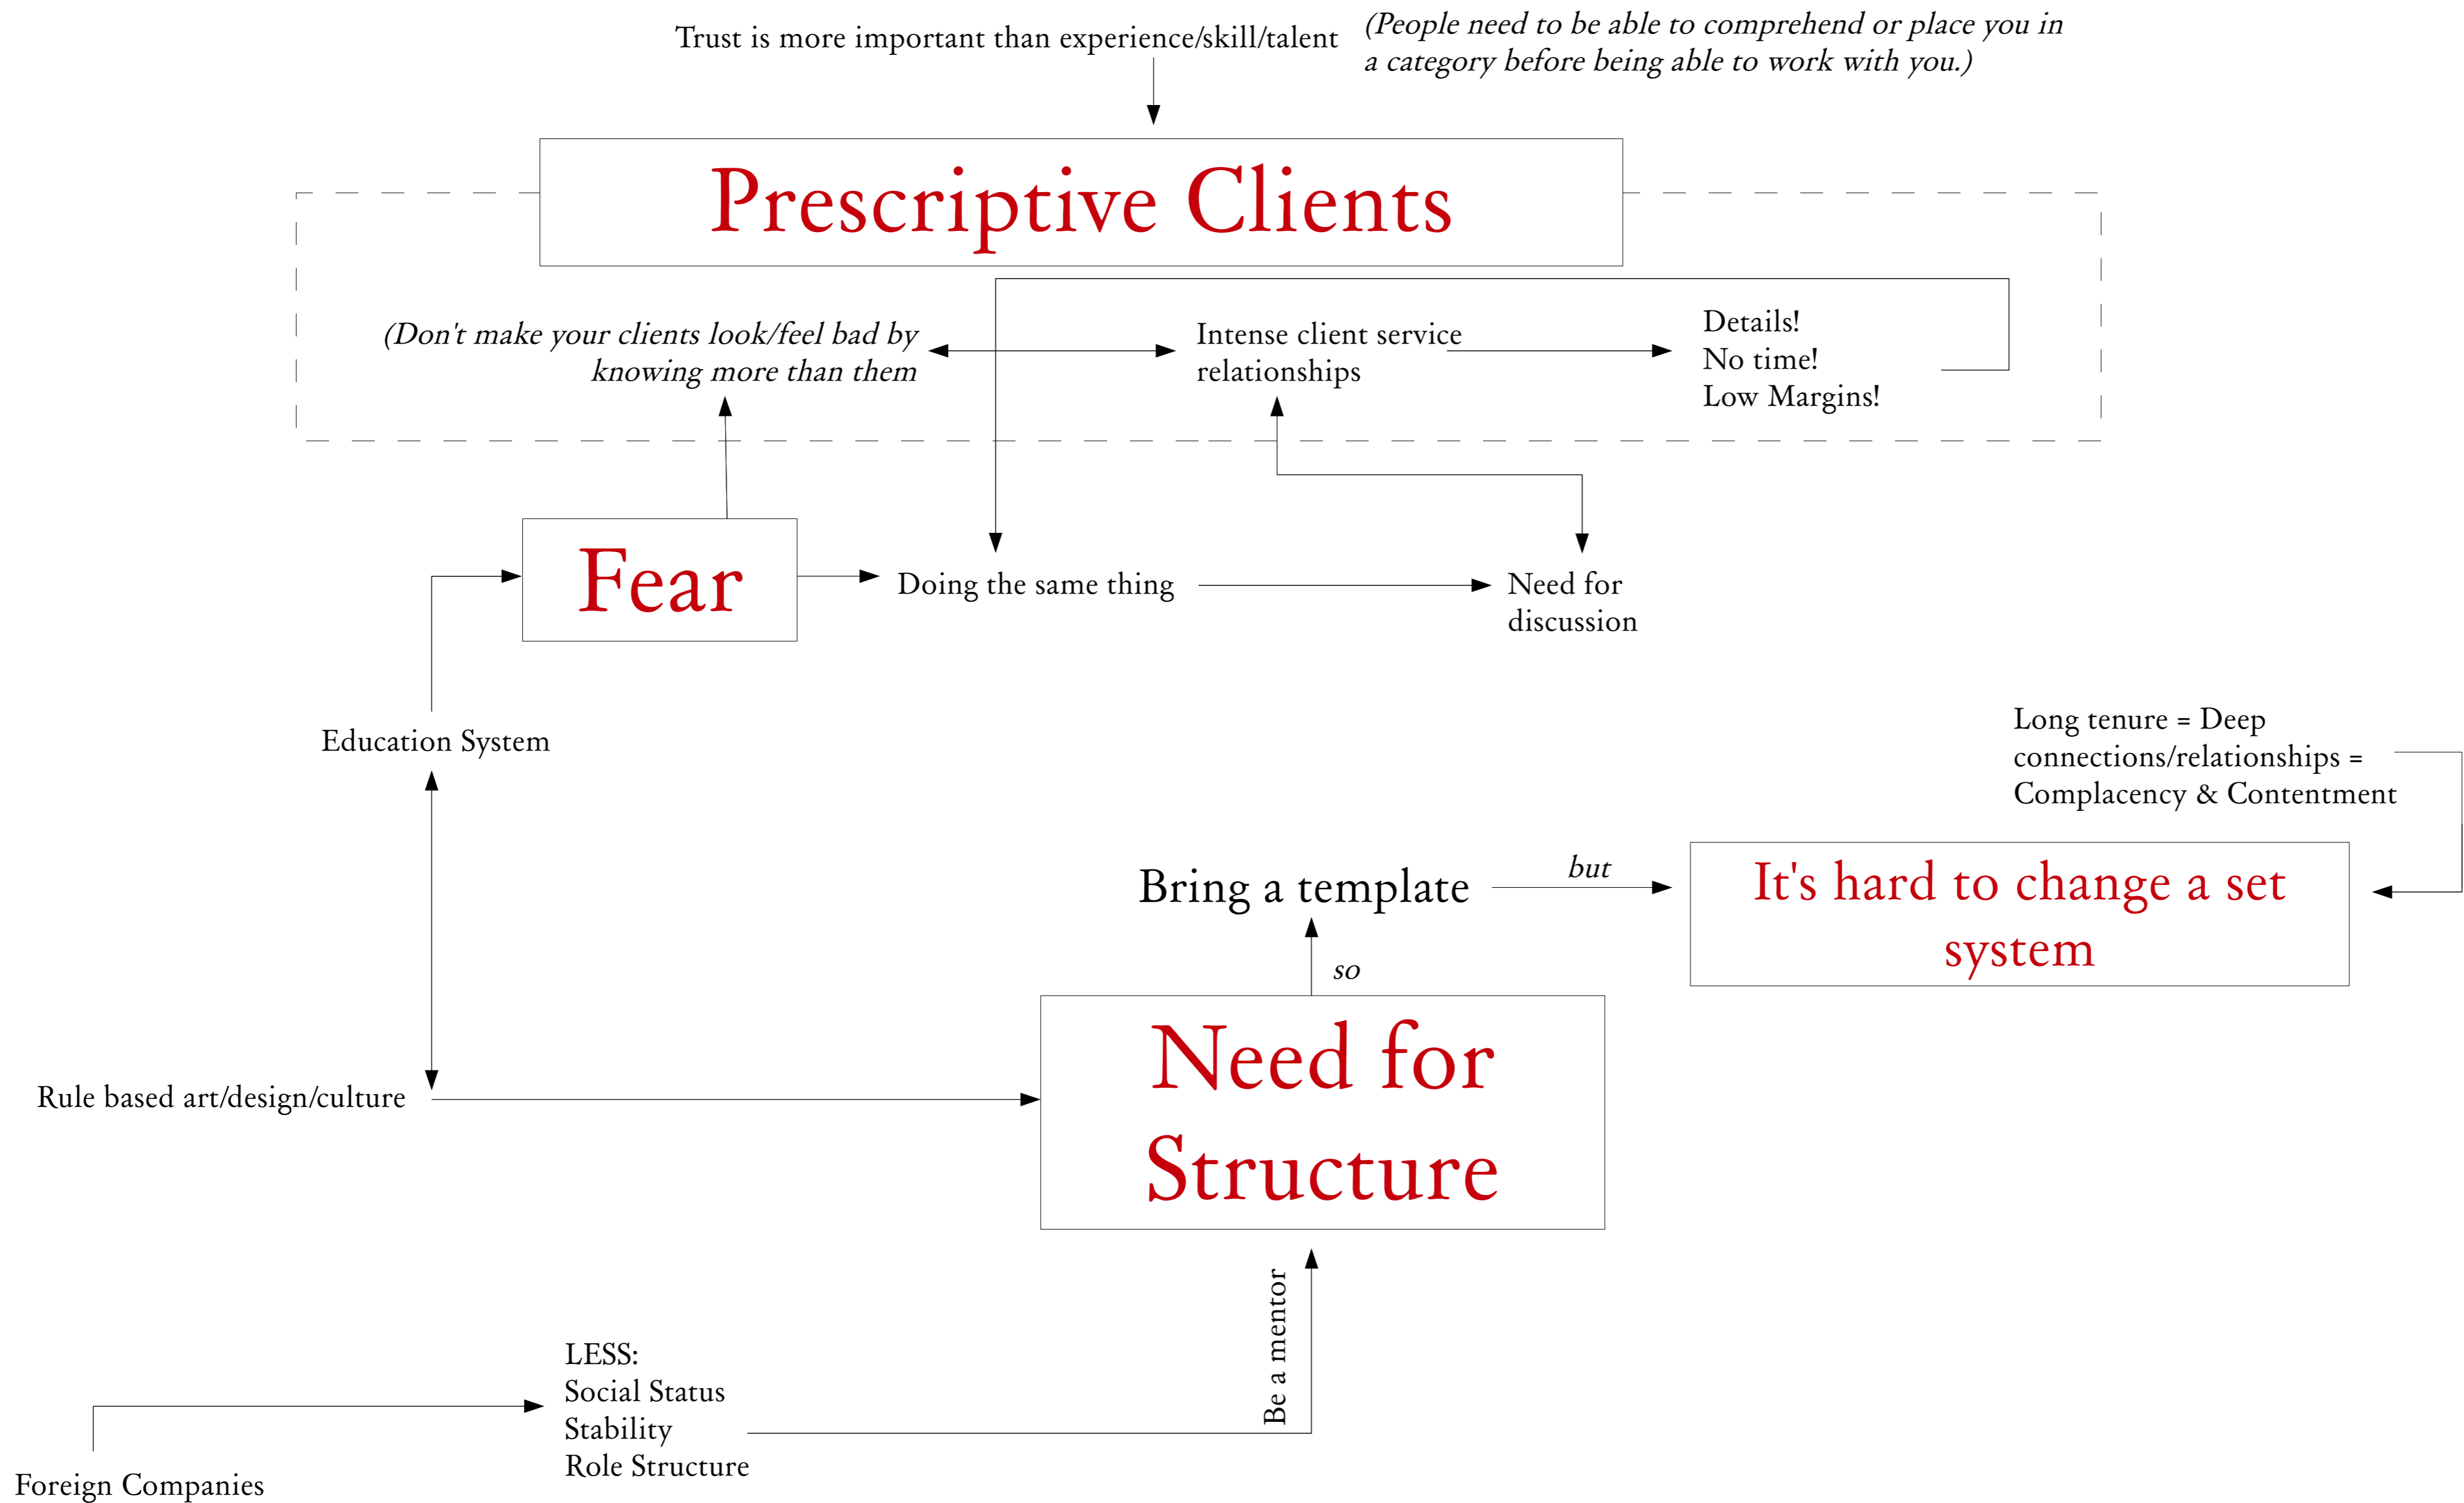 Trust is more important than experience/skill/talent
(People need to be able to comprehend or place you in
a category before being able to work with you.)
Prescriptive Clients
(Don't make your clients look/feel bad by
knowing more than them
Intense client service
relationships
Details!
No time!
Low Margins!
Fear
Doing the same thing
Need for
discussion
Education System
Long tenure = Deep
connections/relationships =
Complacency & Contentment
Bring a template
but
It's hard to change a set
system
so
Need for
Structure
Rule based art/design/culture
Be a mentor
LESS:
Social Status
Stability
Role Structure
Foreign Companies